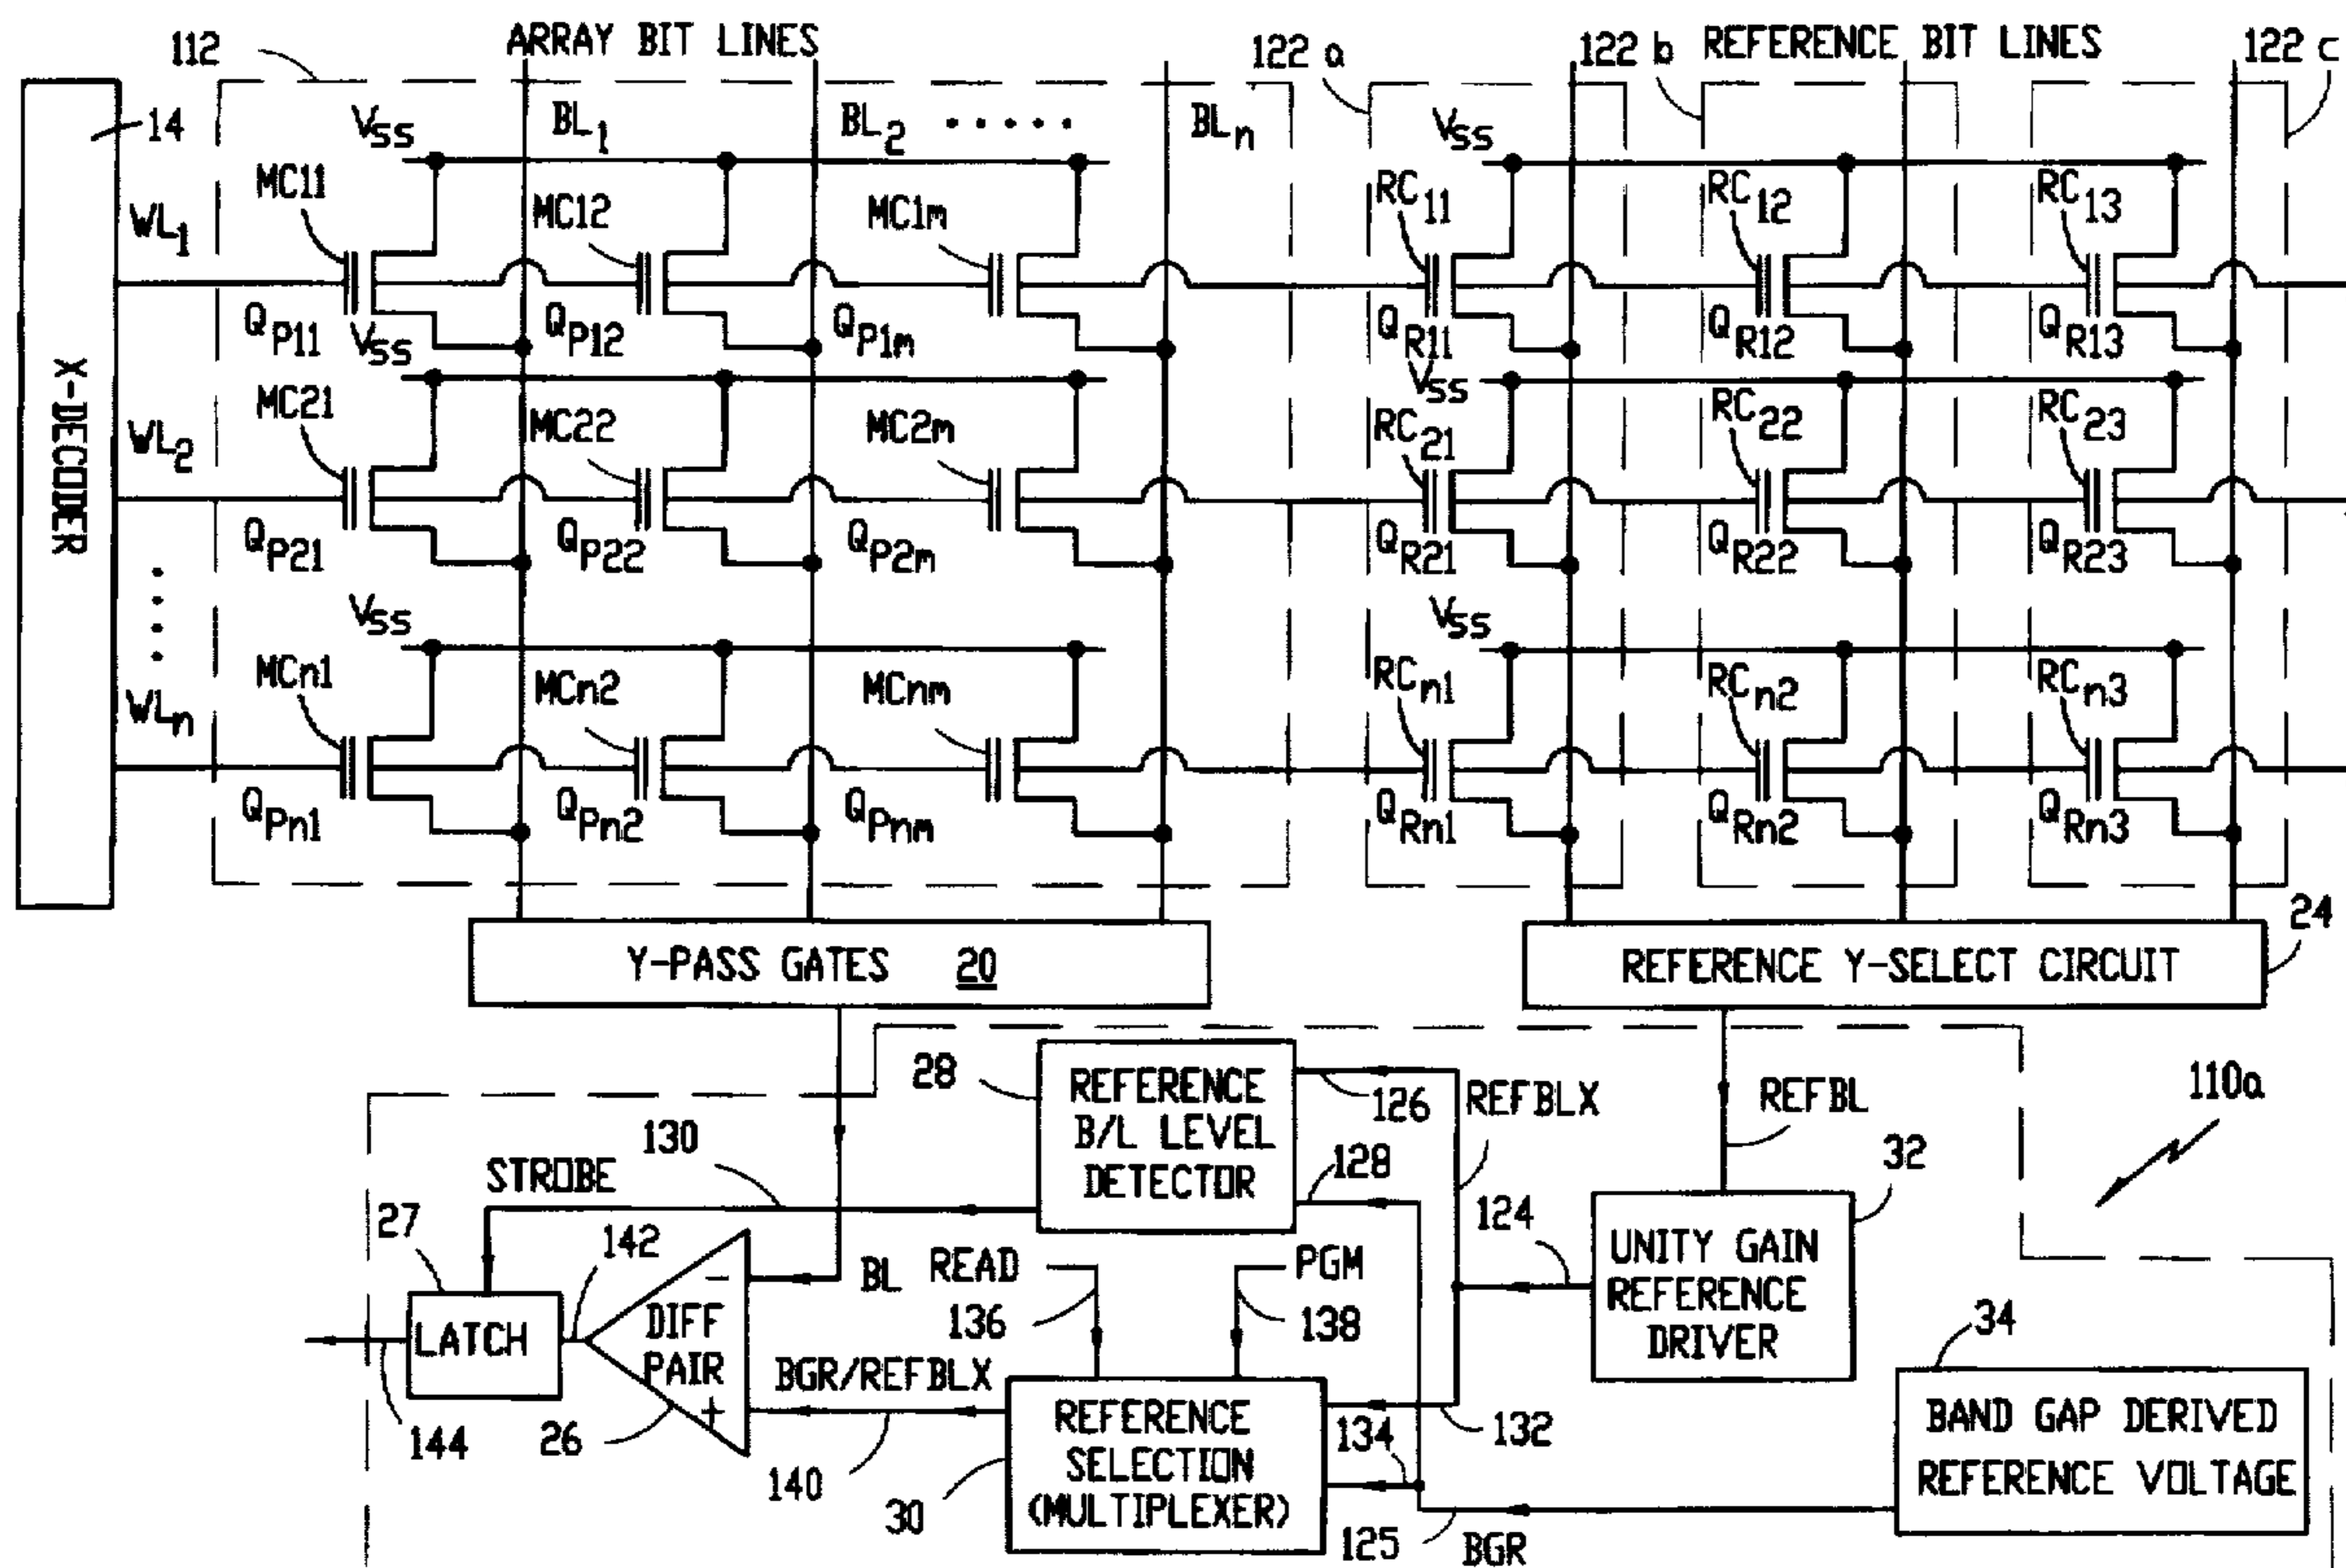 ARRAY BIT LINES
REFERENCE BIT LINES
112
122 a
122 b
122 c
14
X-DECODER
VSS
BL1
BL2 .....
BLn
VSS
MC11
MC12
MC1m
RC11
RC12
RC13
WL1
QP11
QP12
QP1m
QR11
QR12
QR13
VSS
VSS
MC21
MC22
MC2m
RC21
RC22
RC23
WL2
QP21
QP22
QP2m
QR21
QR22
QR23
VSS
VSS
MCn1
MCn2
MCnm
RCn1
RCn2
RCn3
WLn
QPn1
QPn2
QPnm
QRn1
QRn2
QRn3
Y-PASS GATES 20
REFERENCE Y-SELECT CIRCUIT
24
28
REFERENCE
B/L LEVEL
DETECTOR
126
REFBLX
REFBL
110a
130
STROBE
128
124
32
UNITY GAIN
REFERENCE
DRIVER
27
142
BL
READ
136
PGM
138
LATCH
DIFF
PAIR
-
+
26
144
BGR/REFBLX
140
REFERENCE
SELECTION
(MULTIPLEXER)
30
134
132
34
BAND GAP DERIVED
REFERENCE VOLTAGE
125
BGR